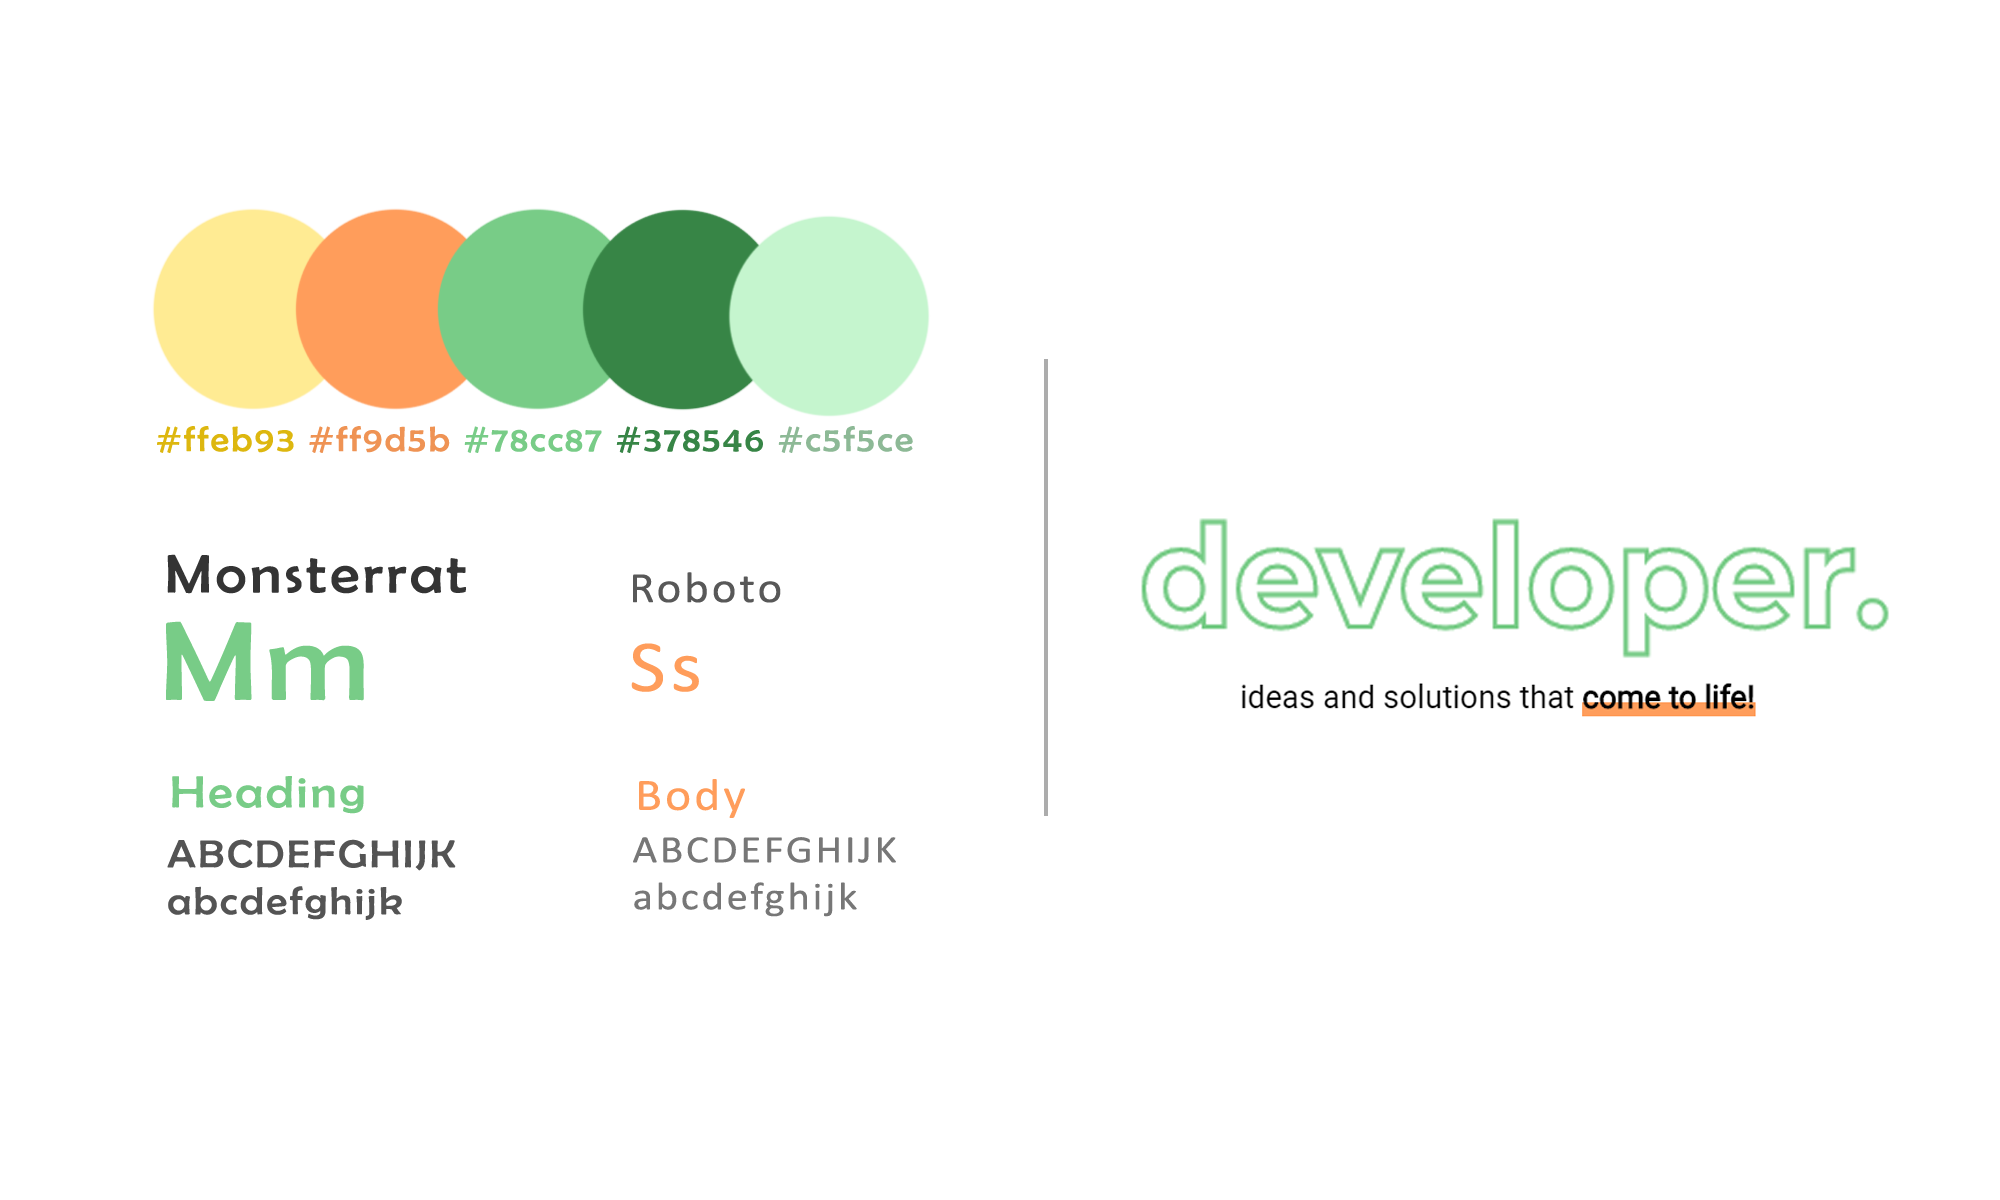 #ffeb93 #ff9d5b #78cc87 #378546 #c5f5ce
Monsterrat
Mm
Heading
ABCDEFGHIJK
abcdefghijk
Roboto
Ss
Body
ABCDEFGHIJK
abcdefghijk
developer.
ideas and solutions that come to life!